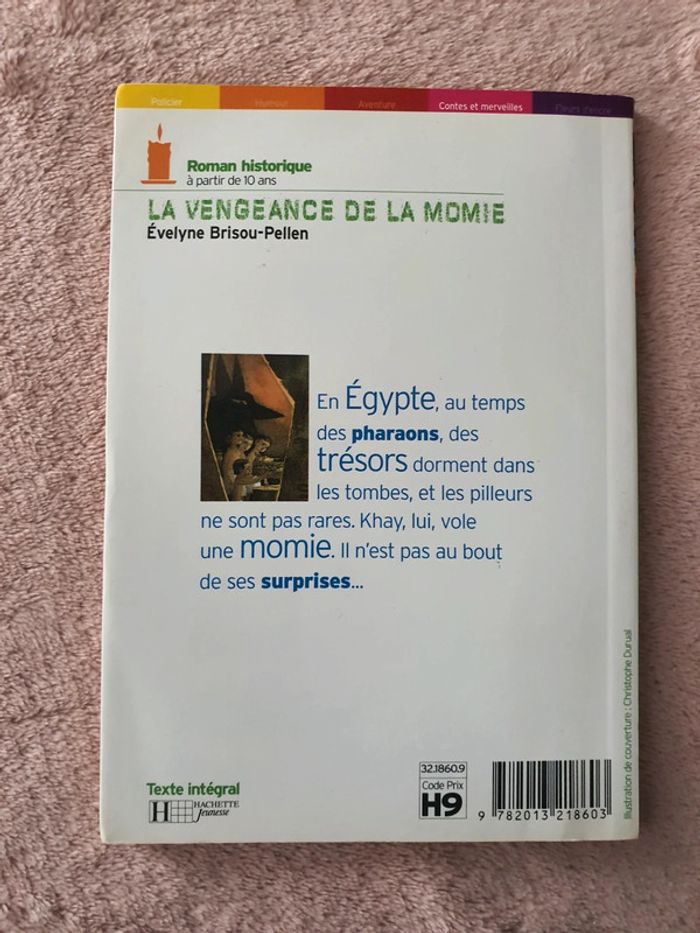 Policier Humour Aventure Contes et merveilles Fleurs d'encre
Roman historique
à partir de 10 ans
LA VENGEANCE DE LA MOMIE
Évelyne Brisou-Pellen
En Égypte, au temps
des pharaons, des
trésors dorment dans
les tombes, et les pilleurs
ne sont pas rares. Khay, lui, vole
une momie. Il n'est pas au bout
de ses surprises...
Illustration de couverture : Christophe Durual
Texte intégral
H HACHETTE
Jeunesse
32.1860.9
Code Prix
H9
9 782013 218603